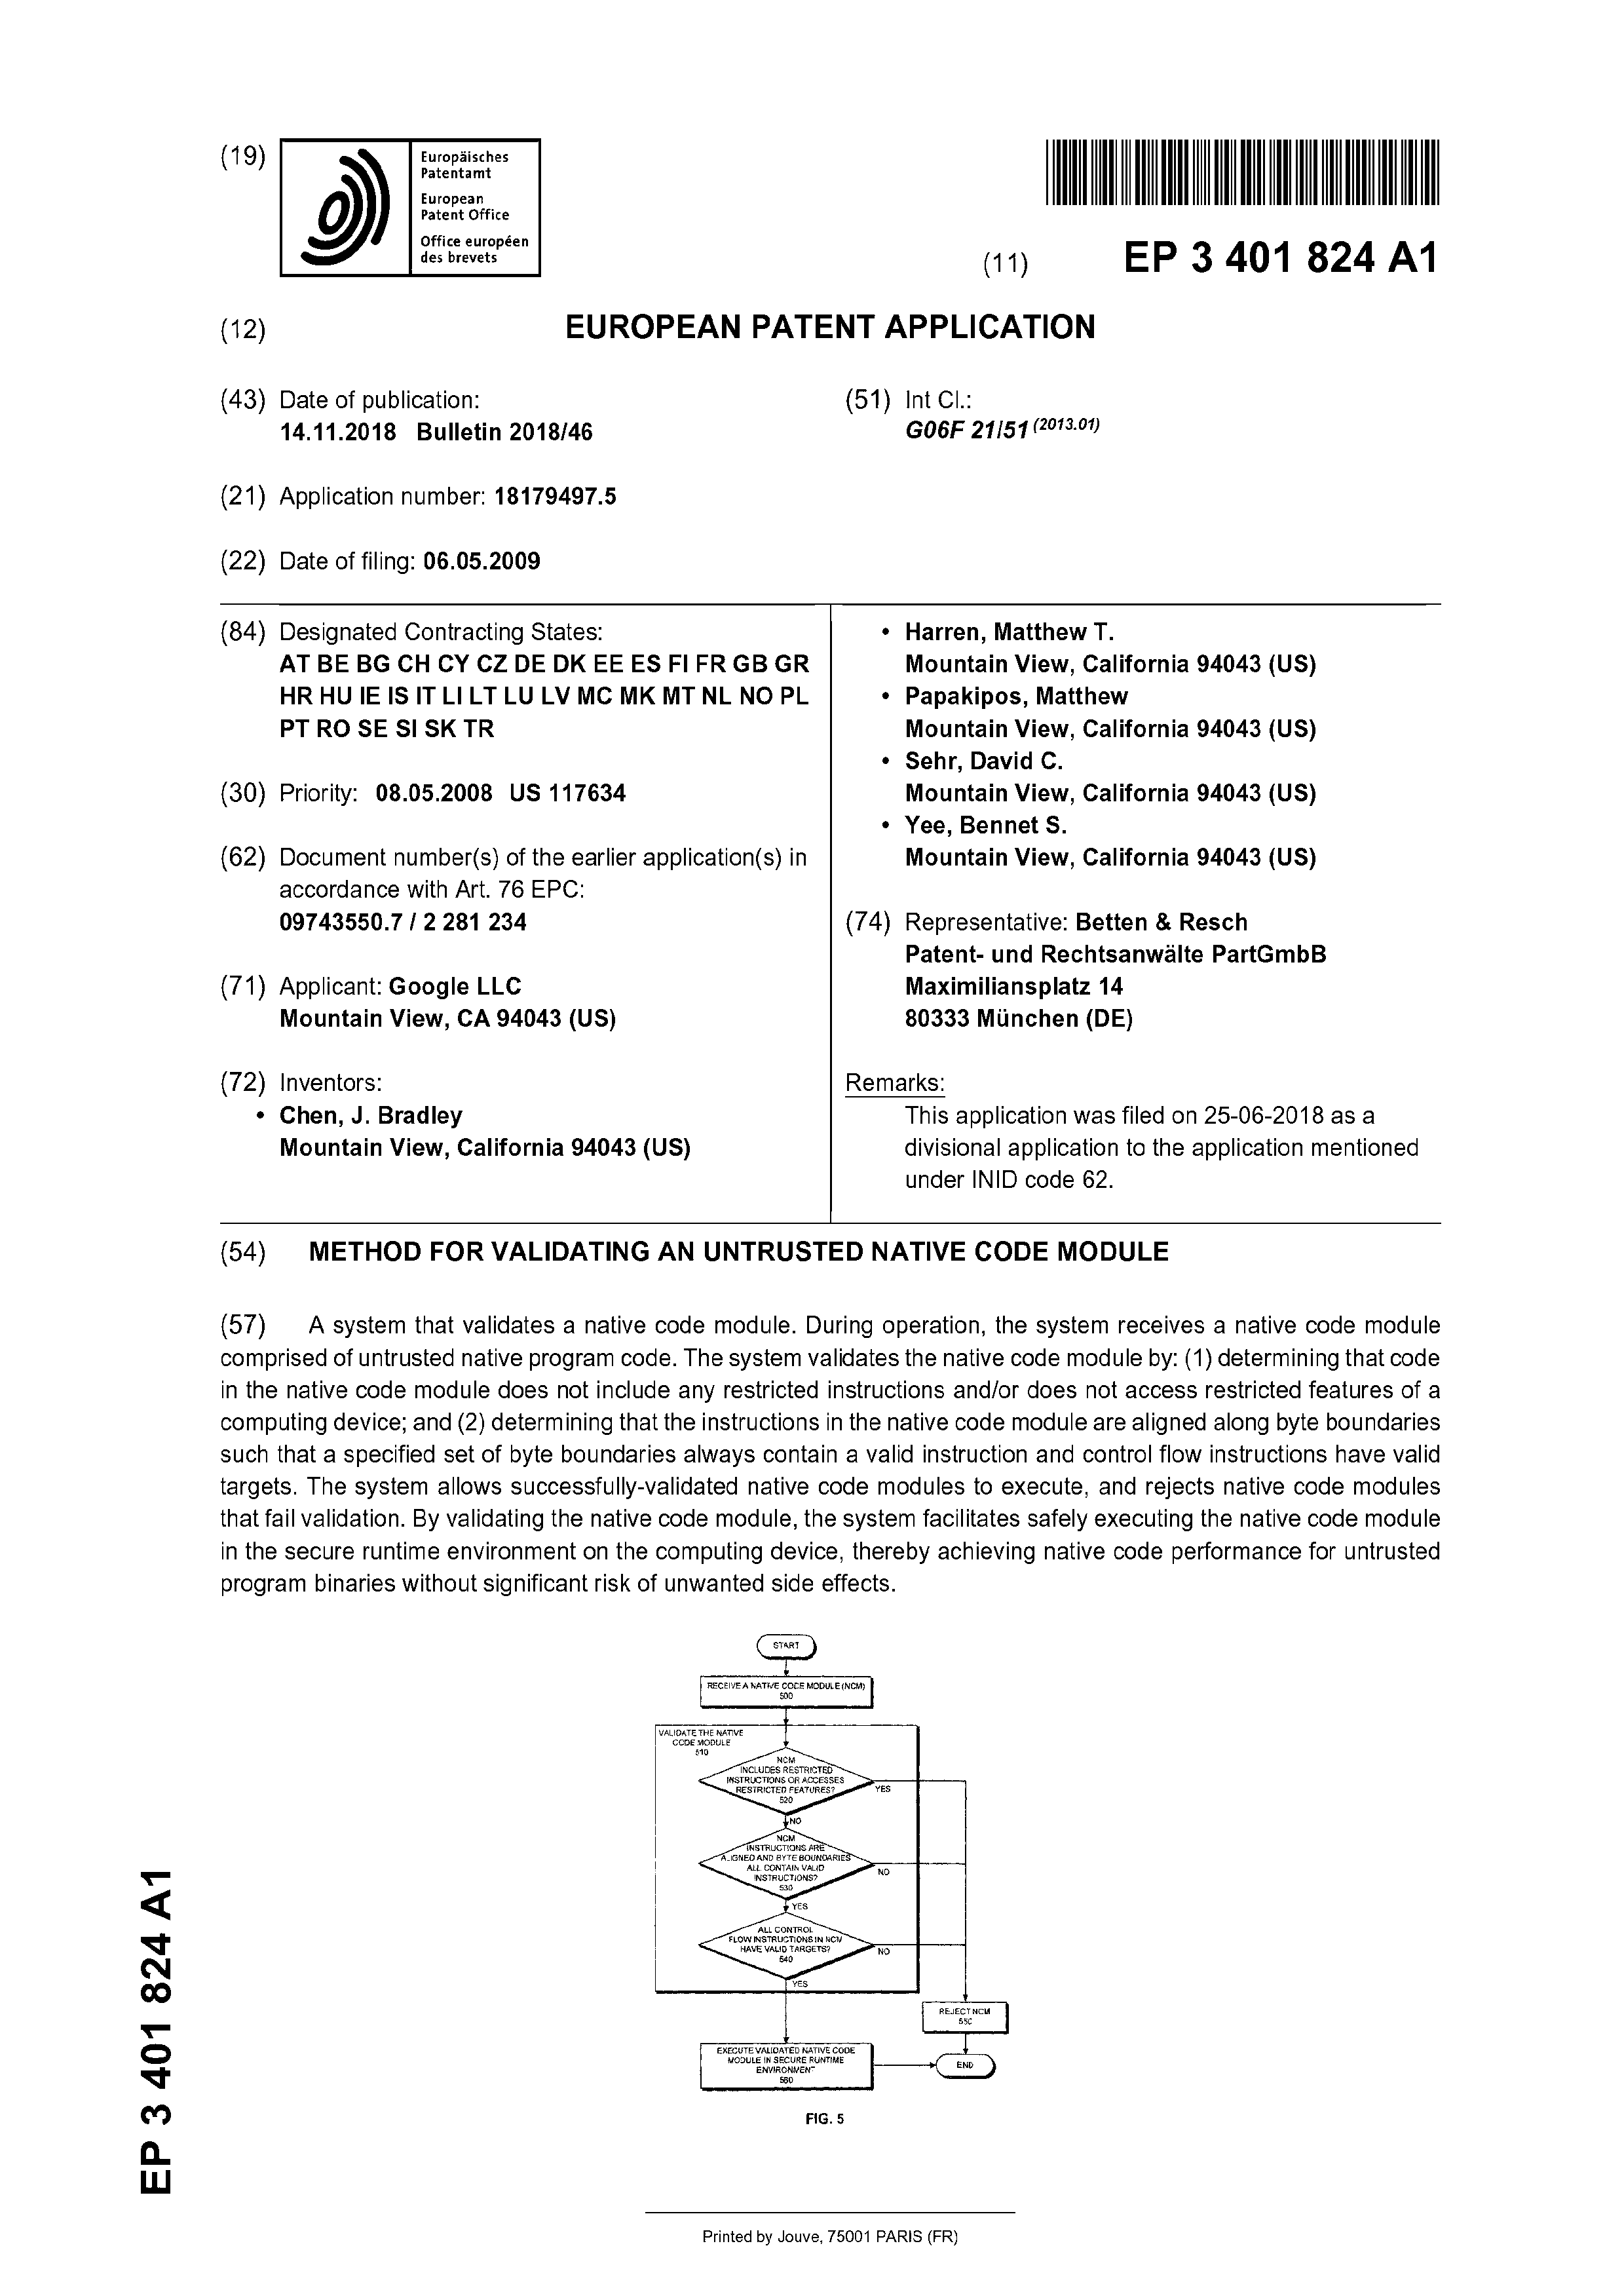 (19)
Europäisches
Patentamt
European
Patent Office
Office européen
des brevets
(11) EP 3 401 824 A1
(12) EUROPEAN PATENT APPLICATION
(43) Date of publication:
14.11.2018 Bulletin 2018/46
(51) Int Cl.:
G06F 21/51 (2013.01)
(21) Application number: 18179497.5
(22) Date of filing: 06.05.2009
(84) Designated Contracting States:
AT BE BG CH CY CZ DE DK EE ES FI FR GB GR
HR HU IE IS IT LI LT LU LV MC MK MT NL NO PL
PT RO SE SI SK TR
(30) Priority: 08.05.2008 US 117634
(62) Document number(s) of the earlier application(s) in
accordance with Art. 76 EPC:
09743550.7 / 2 281 234
(71) Applicant: Google LLC
Mountain View, CA 94043 (US)
(72) Inventors:
• Chen, J. Bradley
Mountain View, California 94043 (US)
• Harren, Matthew T.
Mountain View, California 94043 (US)
• Papakipos, Matthew
Mountain View, California 94043 (US)
• Sehr, David C.
Mountain View, California 94043 (US)
• Yee, Bennet S.
Mountain View, California 94043 (US)
(74) Representative: Betten & Resch
Patent- und Rechtsanwälte PartGmbB
Maximiliansplatz 14
80333 München (DE)
Remarks:
This application was filed on 25-06-2018 as a
divisional application to the application mentioned
under INID code 62.
(54) METHOD FOR VALIDATING AN UNTRUSTED NATIVE CODE MODULE
(57) A system that validates a native code module. During operation, the system receives a native code module
comprised of untrusted native program code. The system validates the native code module by: (1) determining that code
in the native code module does not include any restricted instructions and/or does not access restricted features of a
computing device; and (2) determining that the instructions in the native code module are aligned along byte boundaries
such that a specified set of byte boundaries always contain a valid instruction and control flow instructions have valid
targets. The system allows successfully-validated native code modules to execute, and rejects native code modules
that fail validation. By validating the native code module, the system facilitates safely executing the native code module
in the secure runtime environment on the computing device, thereby achieving native code performance for untrusted
program binaries without significant risk of unwanted side effects.
START
RECEIVE A NATIVE CODE MODULE (NCM)
500
VALIDATE THE NATIVE
CODE MODULE
510
NCM
INCLUDES RESTRICTED
INSTRUCTIONS OR ACCESSES
RESTRICTED FEATURES?
520
YES
NO
NCM
INSTRUCTIONS ARE
ALIGNED AND BYTE BOUNDARIES
ALL CONTAIN VALID
INSTRUCTIONS?
530
NO
YES
ALL CONTROL
FLOW INSTRUCTIONS IN NCM
HAVE VALID TARGETS?
540
NO
YES
REJECT NCM
550
EXECUTE VALIDATED NATIVE CODE
MODULE IN SECURE RUNTIME
ENVIRONMENT
560
END
FIG. 5
EP 3 401 824 A1
Printed by Jouve, 75001 PARIS (FR)